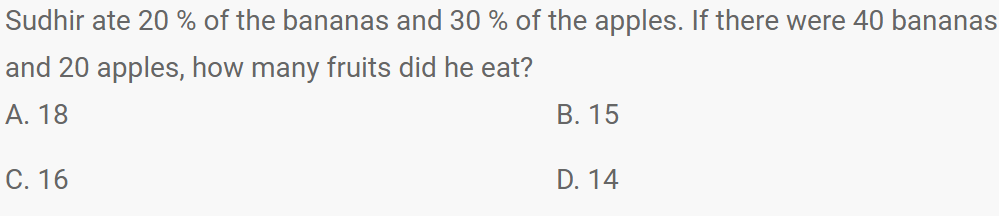 Sudhir ate 20 % of the bananas and 30 % of the apples. If there were 40 bananas
and 20 apples, how many fruits did he eat?
A. 18 B. 15
C. 16 D. 14